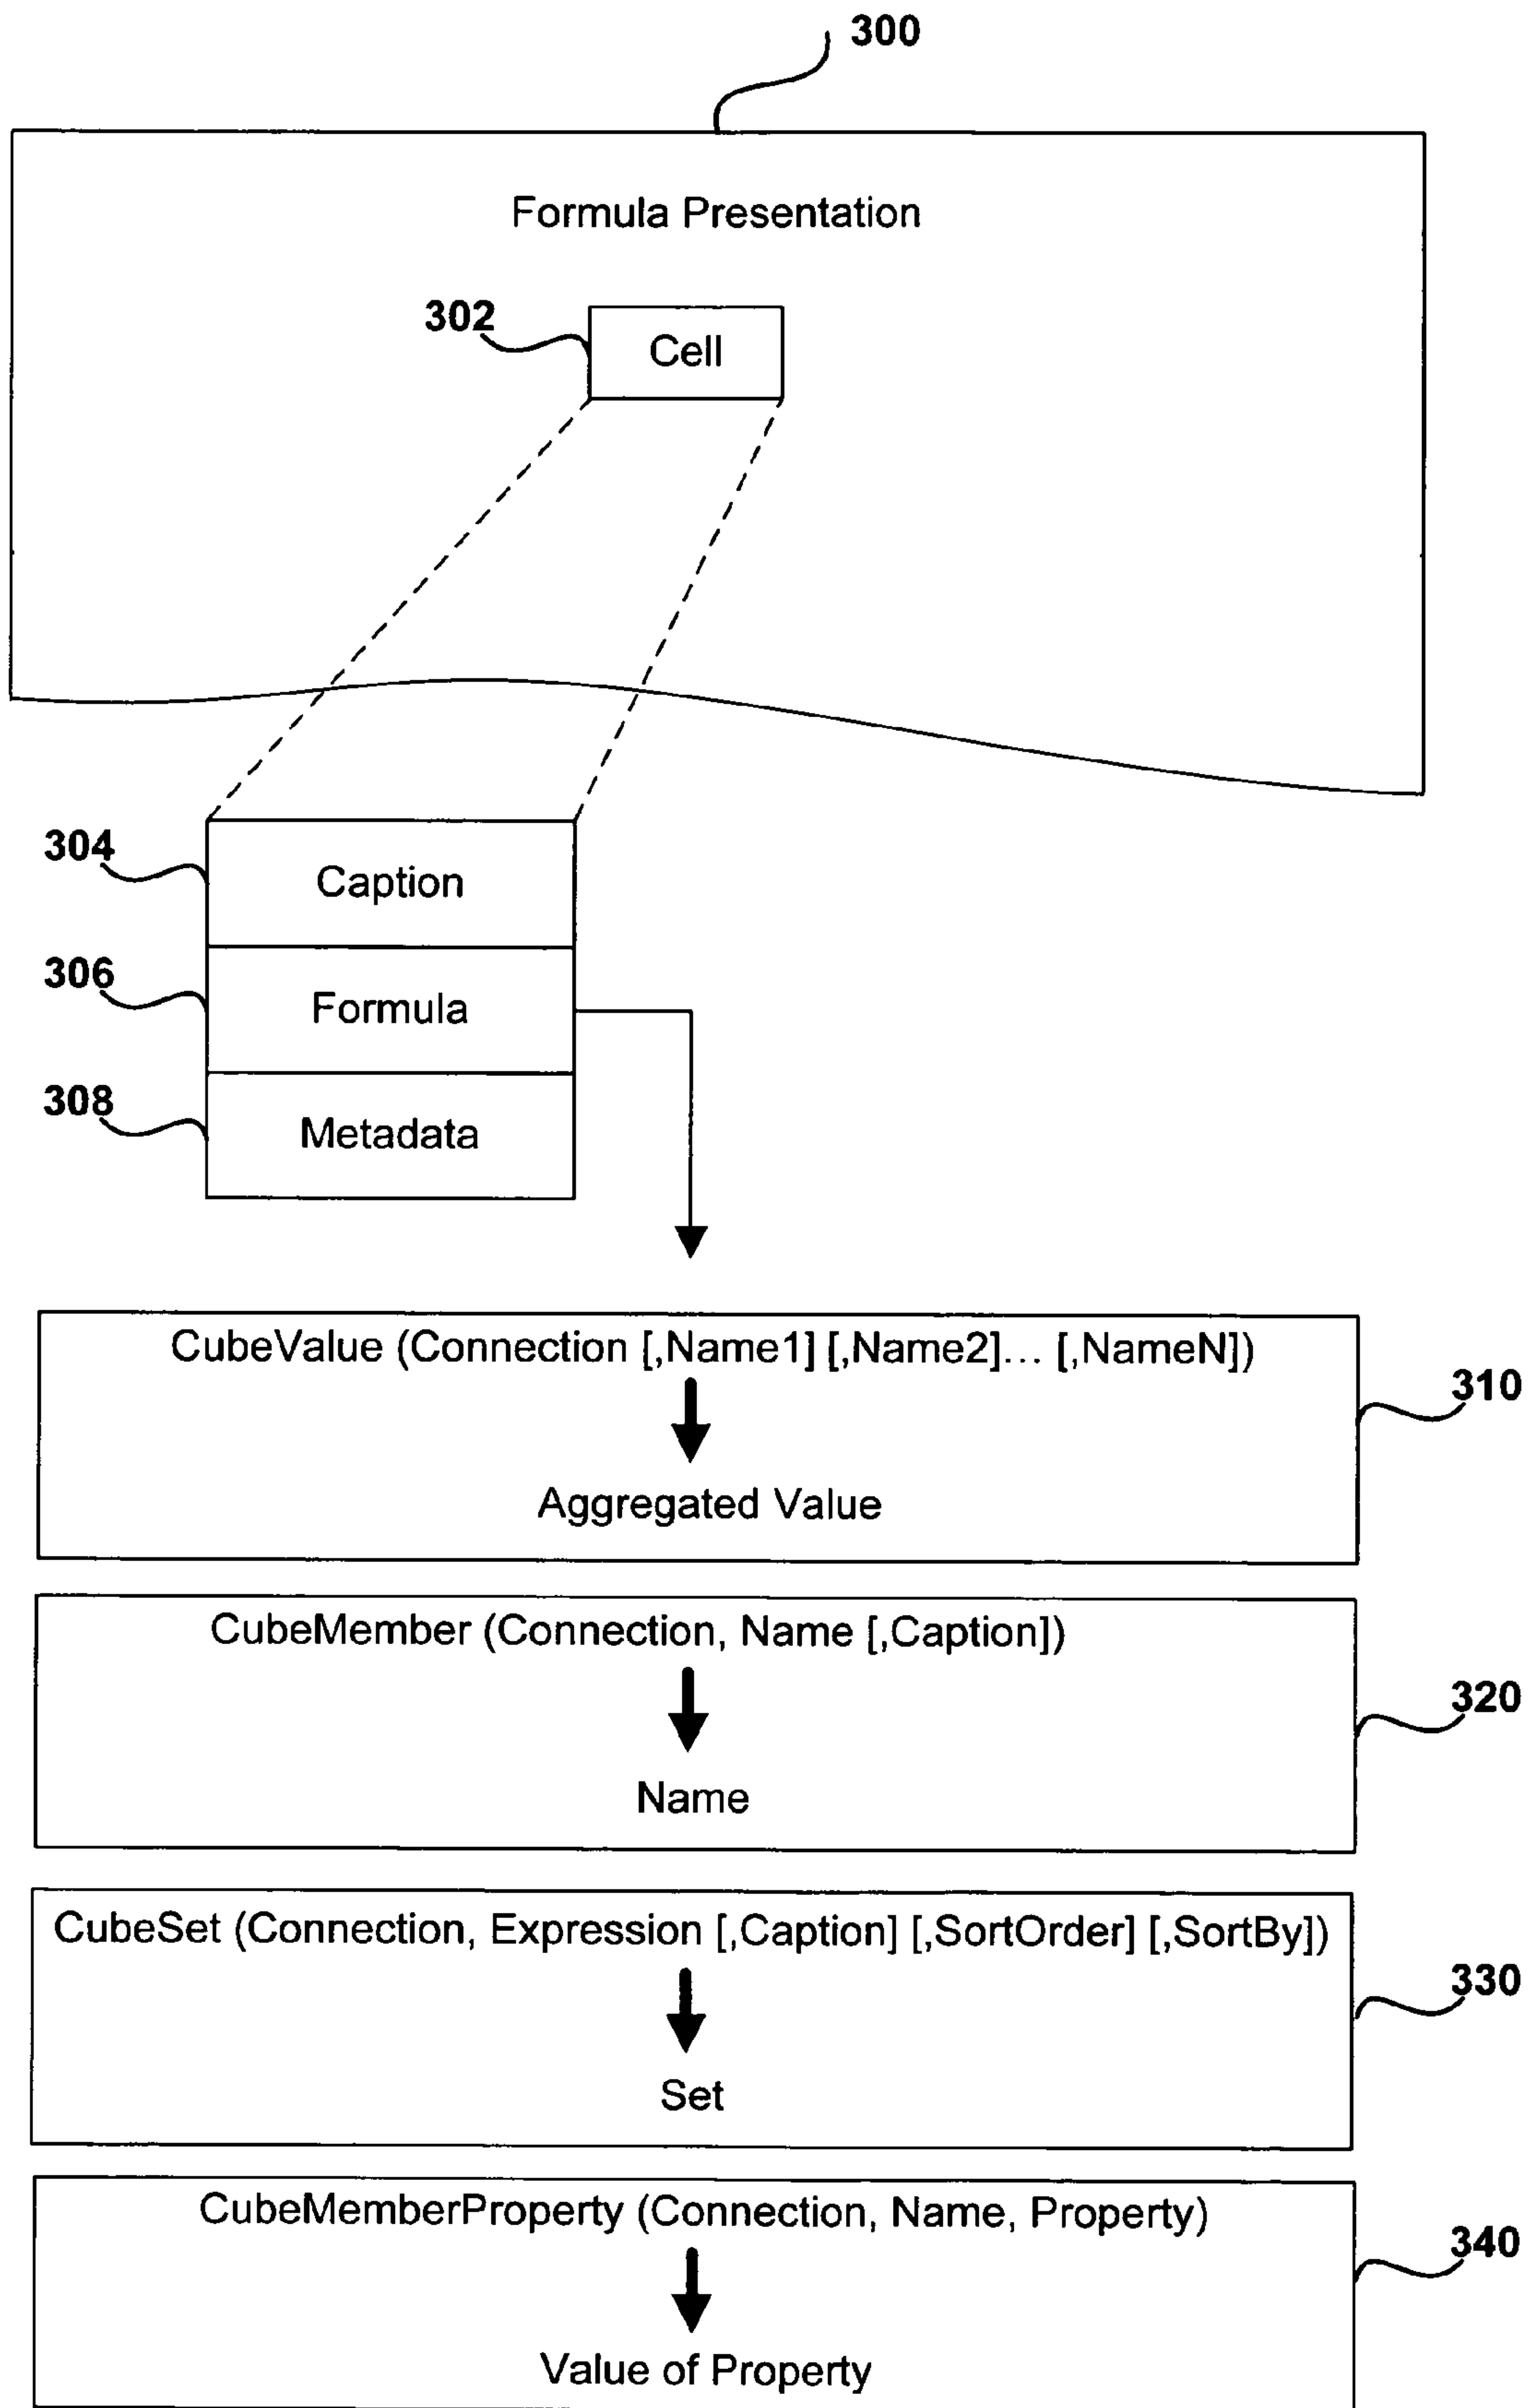 300
Formula Presentation
302
Cell
304
Caption
306
Formula
308
Metadata
CubeValue (Connection [,Name1] [,Name2]... [,NameN])
310
Aggregated Value
CubeMember (Connection, Name [,Caption])
320
Name
CubeSet (Connection, Expression [,Caption] [,SortOrder] [,SortBy])
330
Set
CubeMemberProperty (Connection, Name, Property)
340
Value of Property